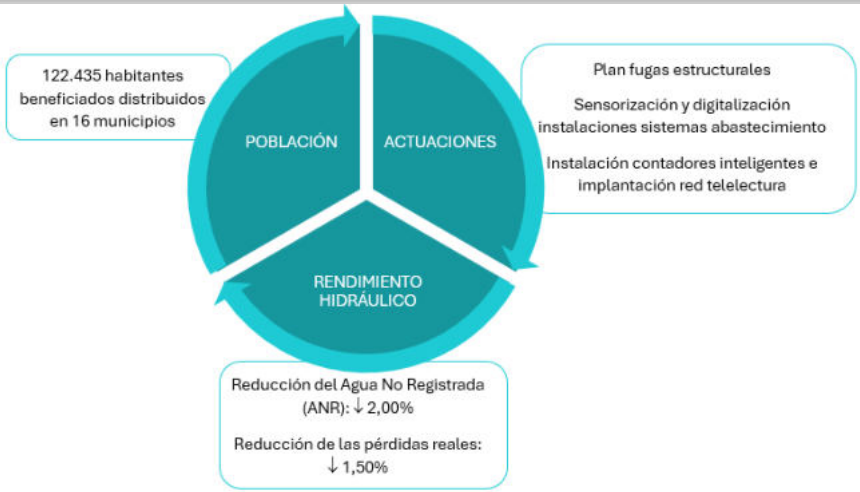 122.435 habitantes
beneficiados distribuidos
en 16 municipios
POBLACIÓN
ACTUACIONES
Plan fugas estructurales
Sensorización y digitalización
instalaciones sistemas abastecimiento
Instalación contadores inteligentes e
implantación red telelectura
RENDIMIENTO
HIDRÁULICO
Reducción del Agua No Registrada
(ANR): ↓ 2,00%
Reducción de las pérdidas reales:
↓ 1,50%